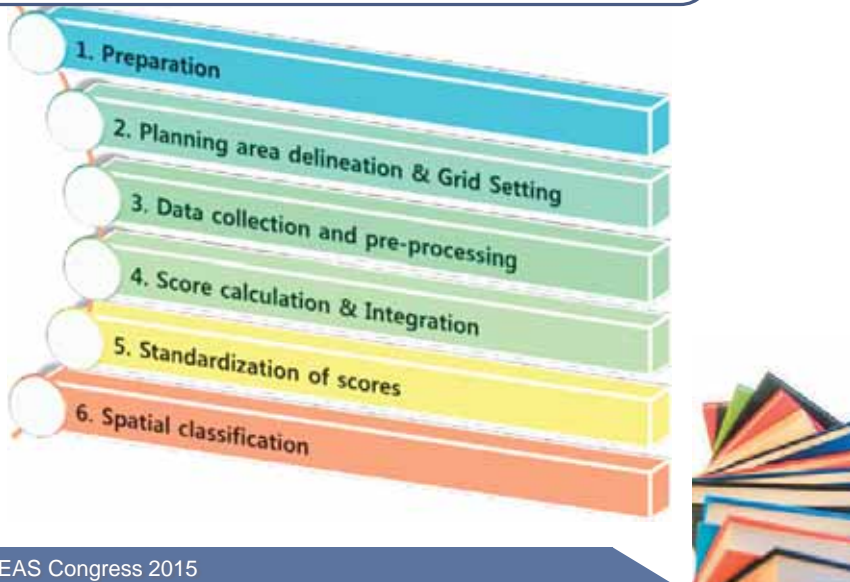 1. Preparation
2. Planning area delineation & Grid Setting
3. Data collection and pre-processing
4. Score calculation & Integration
5. Standardization of scores
6. Spatial classification
EAS Congress 2015